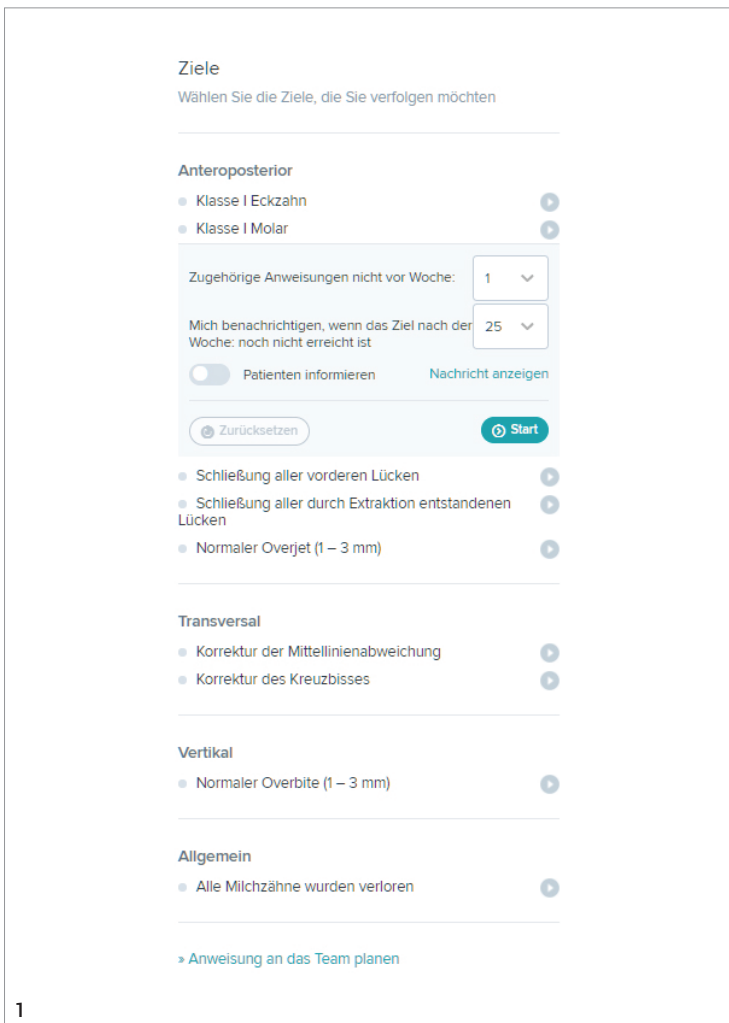 Ziele
Wählen Sie die Ziele, die Sie verfolgen möchten
Anteroposterior
Klasse I Eckzahn
Klasse I Molar
Zugehörige Anweisungen nicht vor Woche: 1
Mich benachrichtigen, wenn das Ziel nach der 25
Woche: noch nicht erreicht ist
Patienten informieren Nachricht anzeigen
Zurücksetzen Start
Schließung aller vorderen Lücken
Schließung aller durch Extraktion entstandenen
Lücken
Normaler Overjet (1 – 3 mm)
Transversal
Korrektur der Mittellinienabweichung
Korrektur des Kreuzbisses
Vertikal
Normaler Overbite (1 – 3 mm)
Allgemein
Alle Milchzähne wurden verloren
» Anweisung an das Team planen
1